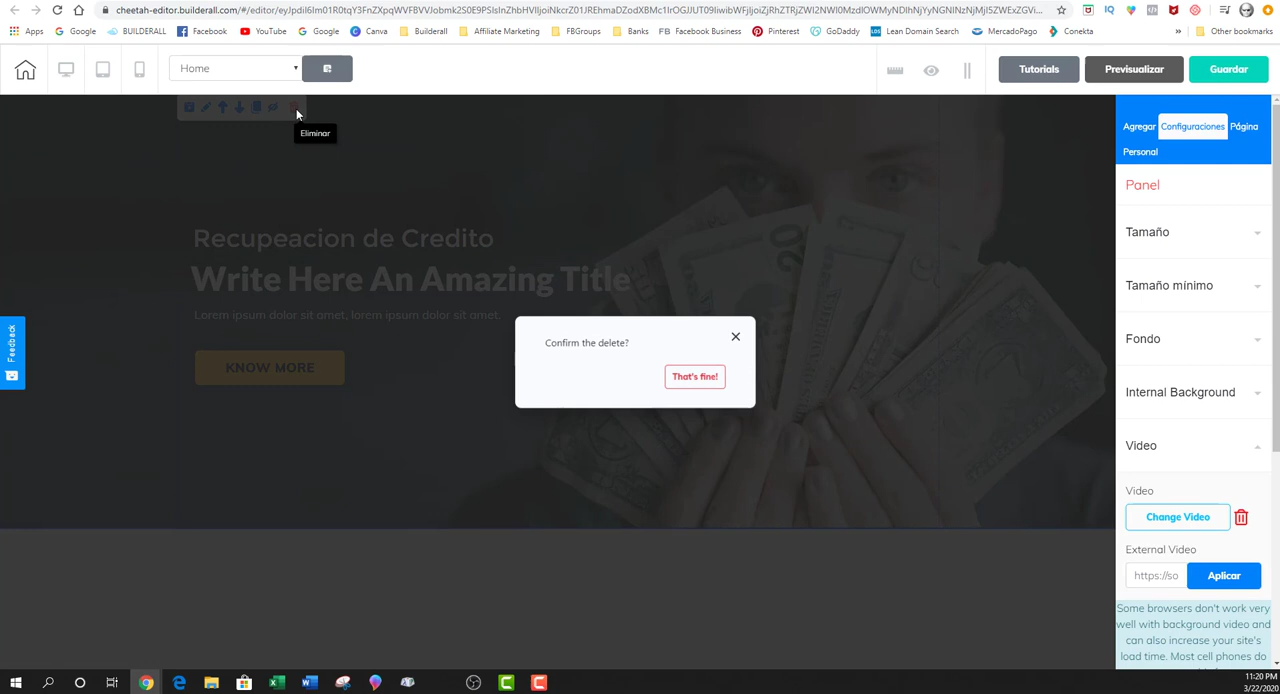 cheetah-editor.builderall.com/#/editor/
Apps Google BUILDERALL Facebook YouTube Google Canva Builderall Affiliate Marketing FBGroups Banks FB Facebook Business Pinterest GoDaddy LDS Lean Domain Search MercadoPago Conekta » Other bookmarks
Home Tutorials Previsualizar Guardar
Eliminar
Agregar Configuraciones Página
Personal
Panel
Tamaño
Tamaño mínimo
Fondo
Internal Background
Video
Video
Change Video
External Video
https://so Aplicar
Some browsers don't work very
well with background video and
can also increase your site's
load time. Most cell phones do
Recupeacion de Credito
Write Here An Amazing Title
Lorem ipsum dolor sit amet, lorem ipsum dolor sit amet.
KNOW MORE
Confirm the delete?
That's fine!
Feedback
11:20 PM
3/22/2020